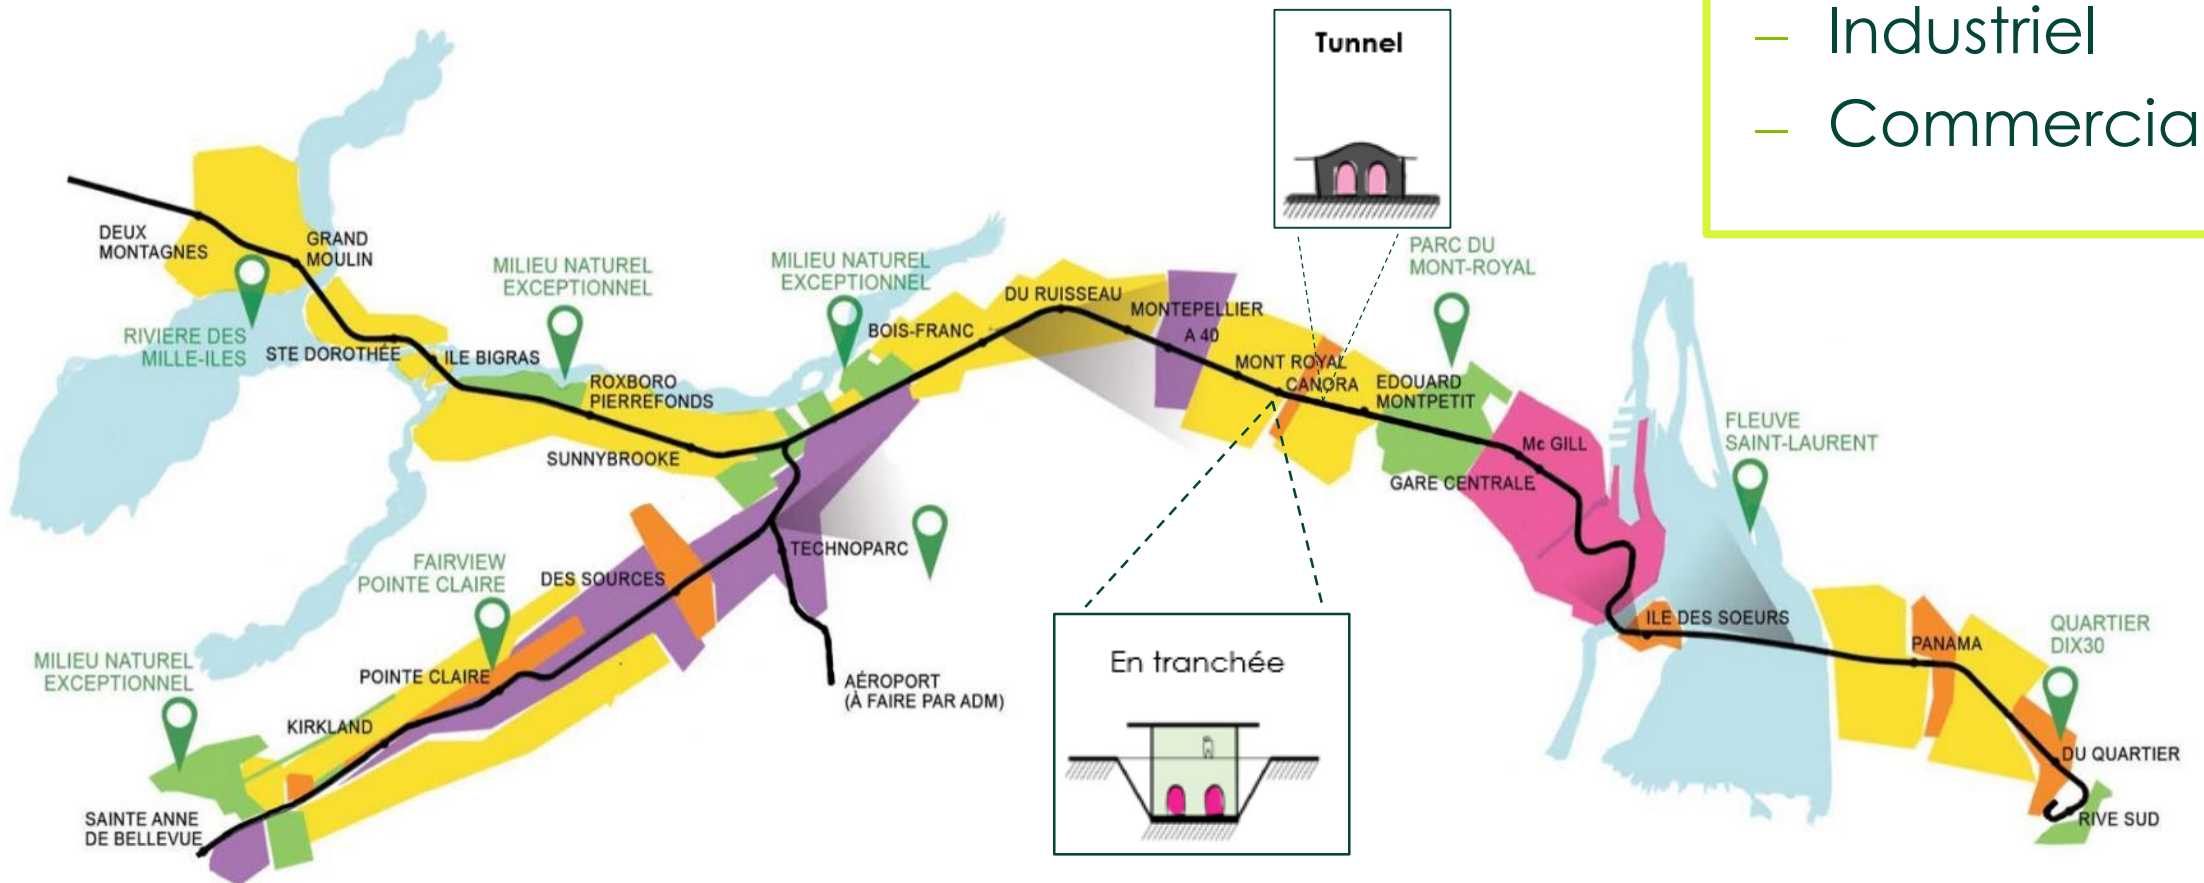 Tunnel
– Industriel
– Commercia
DEUX
MONTAGNES
GRAND
MOULIN
RIVIERE DES
MILLE-ILES
STE DOROTHÉE
ILE BIGRAS
MILIEU NATUREL
EXCEPTIONNEL
ROXBORO
PIERREFONDS
SUNNYBROOKE
MILIEU NATUREL
EXCEPTIONNEL
BOIS-FRANC
DU RUISSEAU
MONTEPELLIER
A 40
MONT ROYAL
CANORA
EDOUARD
MONTPETIT
PARC DU
MONT-ROYAL
Mc GILL
GARE CENTRALE
FLEUVE
SAINT-LAURENT
ILE DES SOEURS
PANAMA
QUARTIER
DIX30
DU QUARTIER
RIVE SUD
TECHNOPARC
DES SOURCES
FAIRVIEW
POINTE CLAIRE
POINTE CLAIRE
AÉROPORT
(À FAIRE PAR ADM)
KIRKLAND
MILIEU NATUREL
EXCEPTIONNEL
SAINTE ANNE
DE BELLEVUE
En tranchée